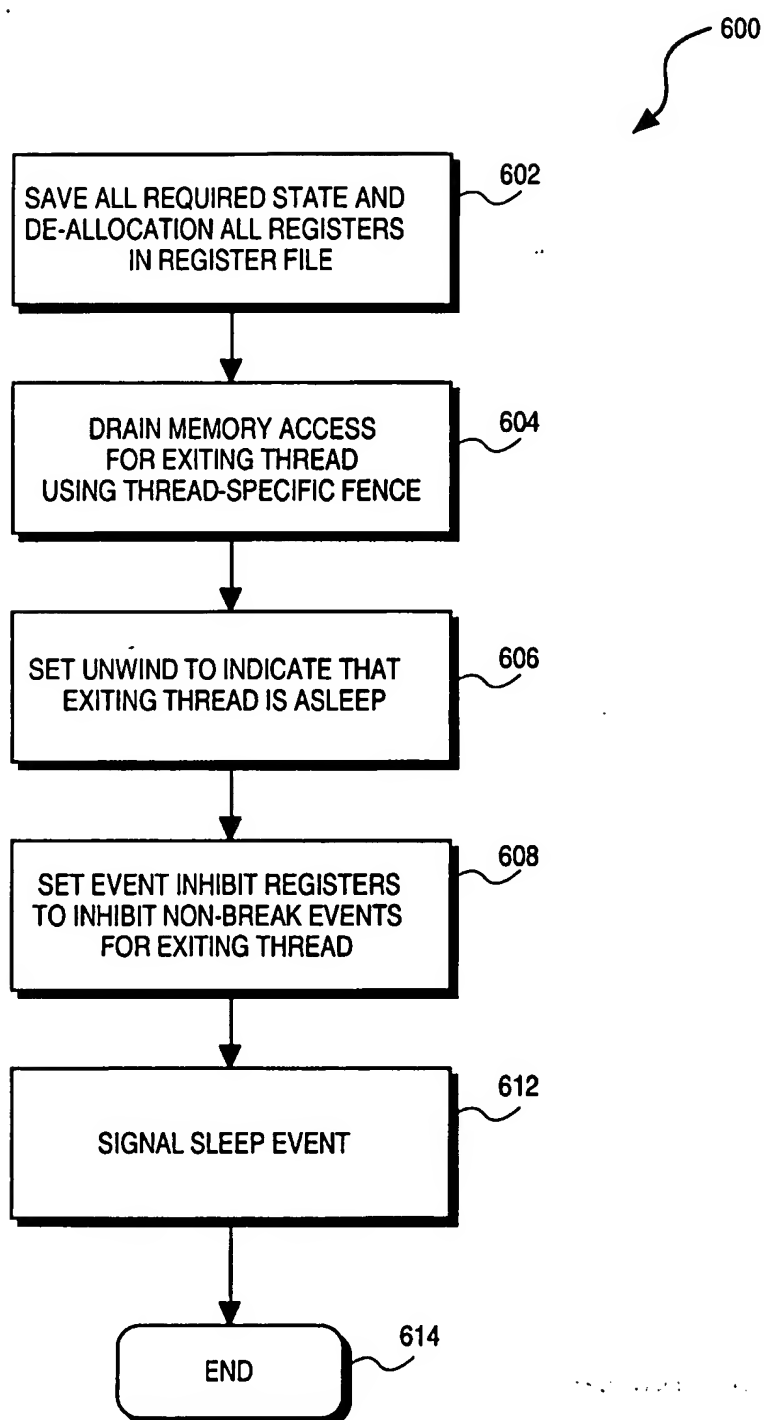 600
602
SAVE ALL REQUIRED STATE AND
DE-ALLOCATION ALL REGISTERS
IN REGISTER FILE
604
DRAIN MEMORY ACCESS
FOR EXITING THREAD
USING THREAD-SPECIFIC FENCE
606
SET UNWIND TO INDICATE THAT
EXITING THREAD IS ASLEEP
608
SET EVENT INHIBIT REGISTERS
TO INHIBIT NON-BREAK EVENTS
FOR EXITING THREAD
612
SIGNAL SLEEP EVENT
614
END